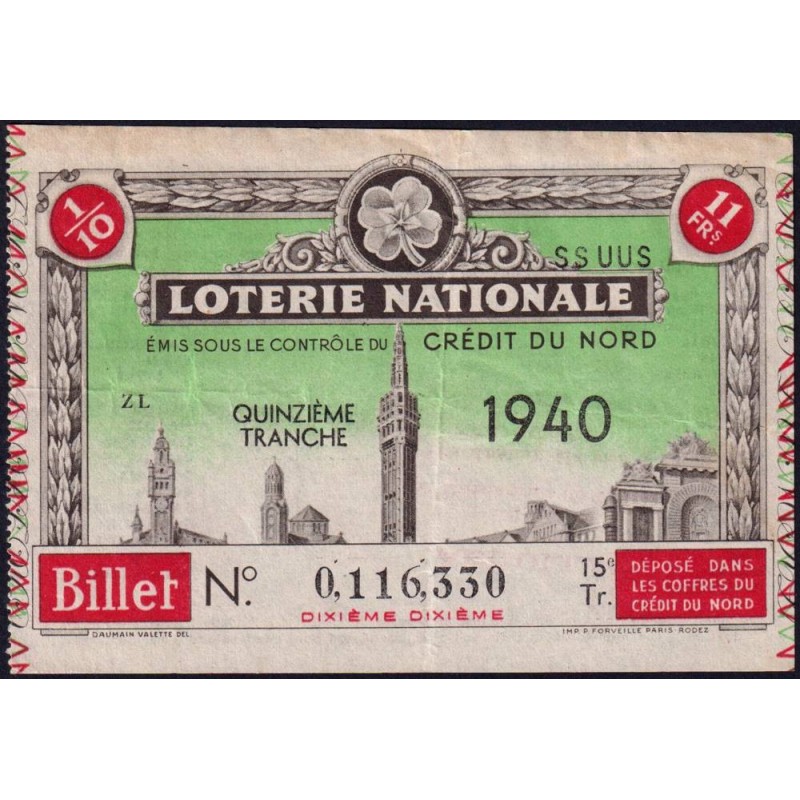 1/10
11 FRS.
SS UUS
LOTERIE NATIONALE
ÉMIS SOUS LE CONTRÔLE DU CRÉDIT DU NORD
ZL
QUINZIÈME
TRANCHE
1940
Billet N° 0,116,330
DIXIÈME DIXIÈME
15e
Tr.
DÉPOSÉ DANS
LES COFFRES DU
CRÉDIT DU NORD
DAUMAIN VALETTE DEL.
IMP. P. FORVEILLE PARIS-RODEZ